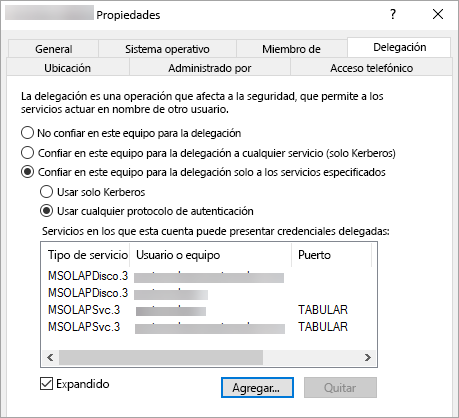 Propiedades ? ×
General Sistema operativo Miembro de Delegación
Ubicación Administrado por Acceso telefónico
La delegación es una operación que afecta a la seguridad, que permite a los
servicios actuar en nombre de otro usuario.
No confiar en este equipo para la delegación
Confiar en este equipo para la delegación a cualquier servicio (solo Kerberos)
Confiar en este equipo para la delegación solo a los servicios especificados
Usar solo Kerberos
Usar cualquier protocolo de autenticación
Servicios en los que esta cuenta puede presentar credenciales delegadas:
Tipo de servicio Usuario o equipo Puerto
MSOLAPDisco.3
MSOLAPDisco.3
MSOLAPSvc.3 TABULAR
MSOLAPSvc.3 TABULAR
Expandido Agregar... Quitar